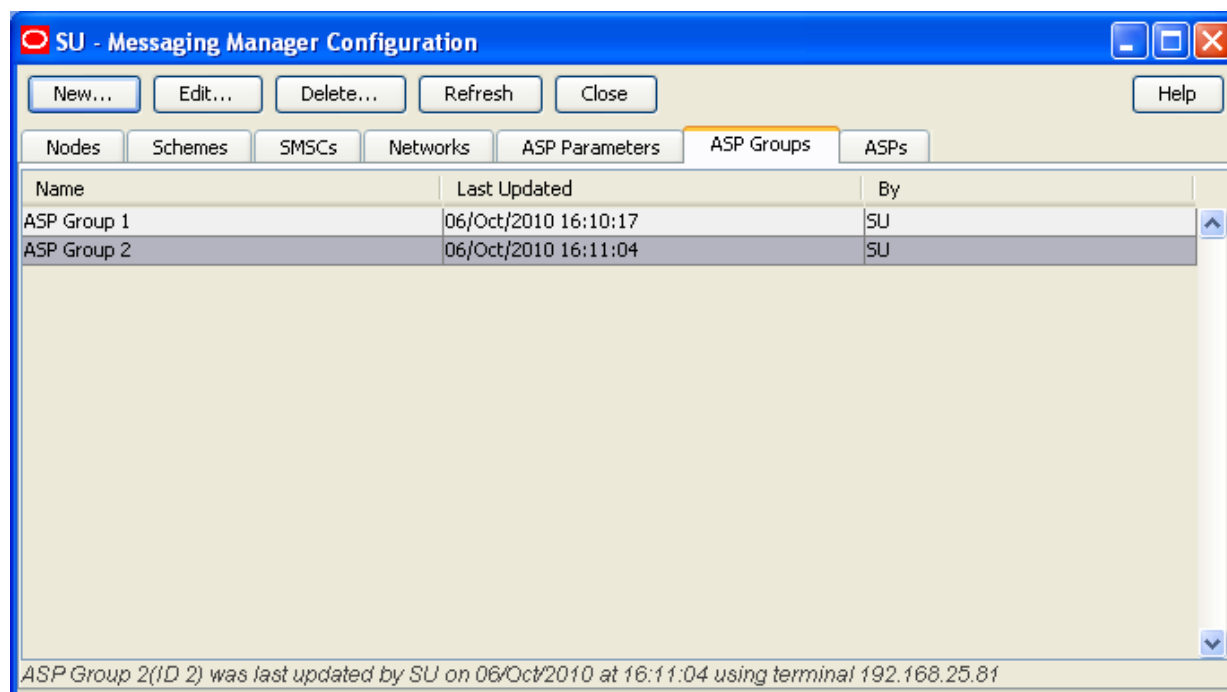 SU - Messaging Manager Configuration
New... Edit... Delete... Refresh Close Help
Nodes Schemes SMSCs Networks ASP Parameters ASP Groups ASPs
Name Last Updated By
ASP Group 1 06/Oct/2010 16:10:17 SU
ASP Group 2 06/Oct/2010 16:11:04 SU
ASP Group 2(ID 2) was last updated by SU on 06/Oct/2010 at 16:11:04 using terminal 192.168.25.81